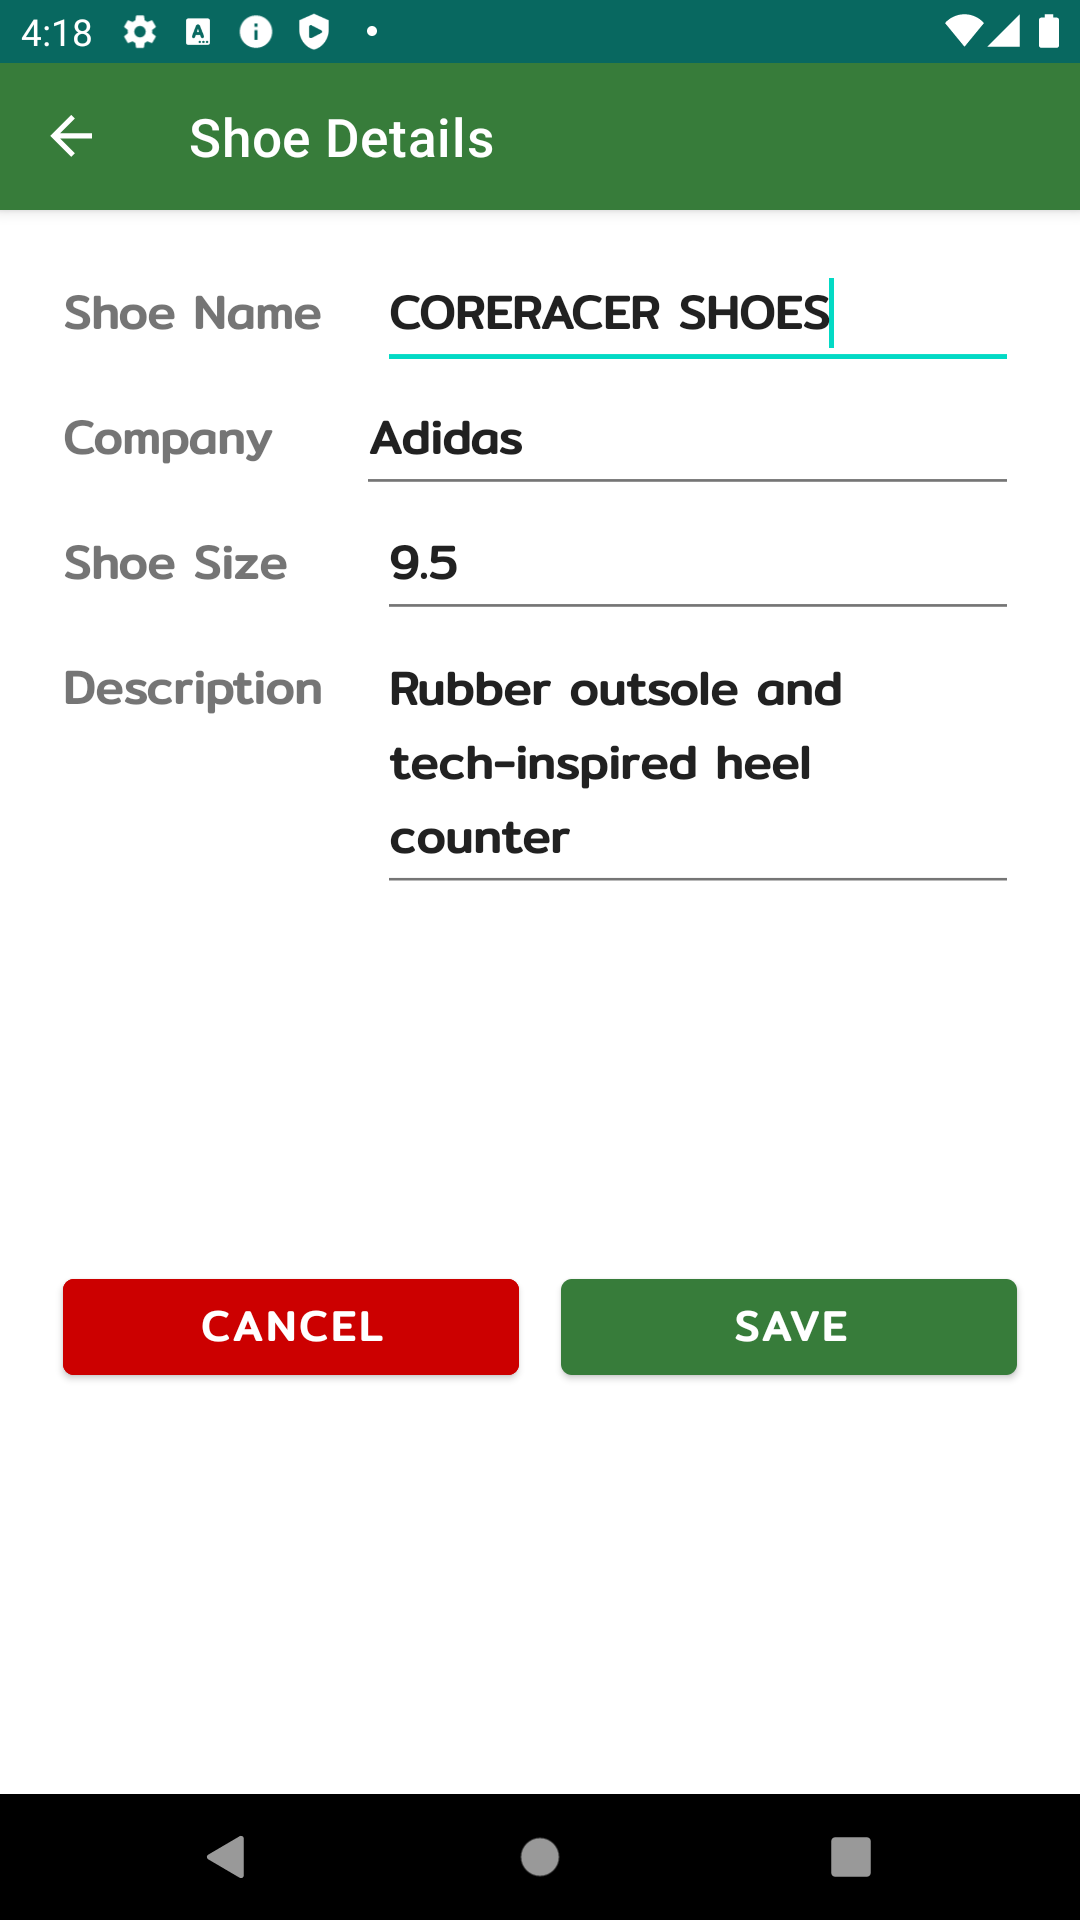 4:18
Shoe Details
Shoe Name CORERACER SHOES
Company Adidas
Shoe Size 9.5
Description Rubber outsole and
tech-inspired heel
counter
CANCEL SAVE